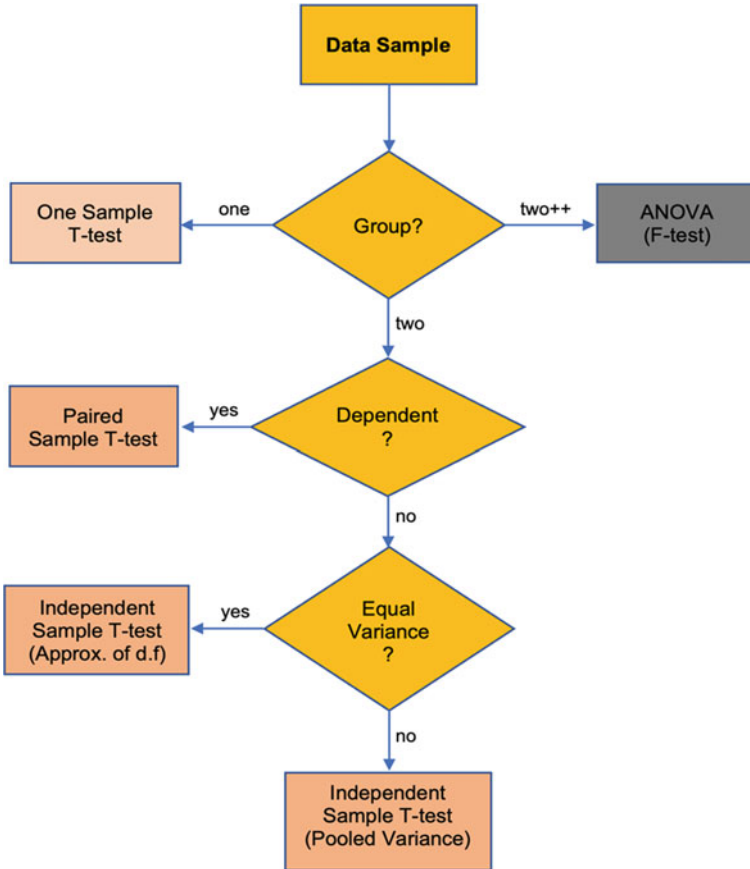 Data Sample
One Sample
T-test
one
Group?
two++
ANOVA
(F-test)
two
Paired
Sample T-test
yes
Dependent
?
no
Independent
Sample T-test
(Approx. of d.f)
yes
Equal
Variance
?
no
Independent
Sample T-test
(Pooled Variance)